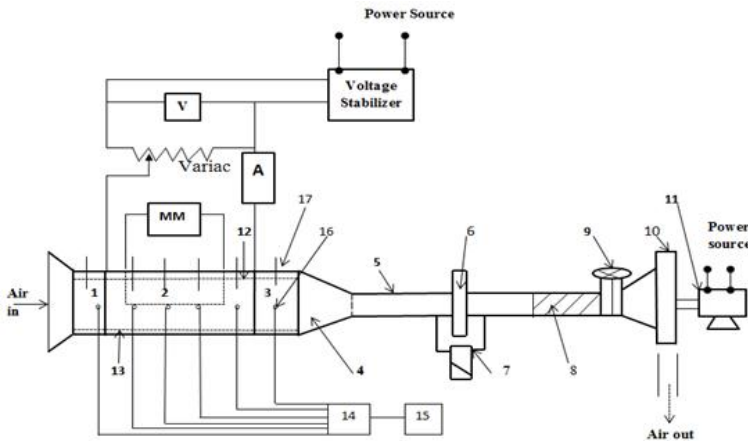 Power Source
Voltage
Stabilizer
V
Variac
A
MM
12
17
16
6
9
10
11
Power
source
5
Air
in
1
2
3
13
4
7
8
14
15
Air out